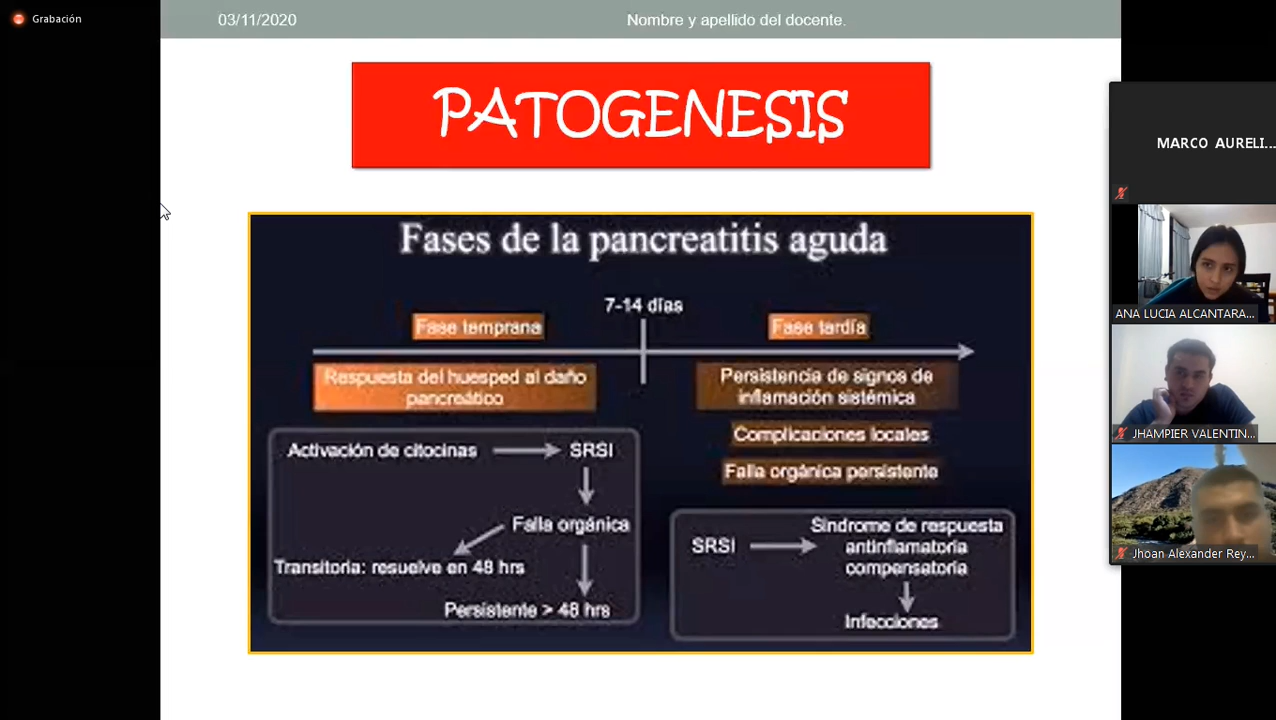 Grabación
03/11/2020
Nombre y apellido del docente.
PATOGENESIS
Fases de la pancreatitis aguda
7-14 días
Fase temprana
Fase tardía
Respuesta del huesped al daño
pancreático
Persistencia de signos de
inflamación sistémica
Complicaciones locales
Falla orgánica persistente
Activación de citocinas
SRSI
Falla orgánica
Transitoria: resuelve en 48 hrs
Persistente > 48 hrs
SRSI
Síndrome de respuesta
antinflamatoria
compensatoria
Infecciones
MARCO AURELI...
ANA LUCIA ALCANTARA...
JHAMPIER VALENTIN...
Jhoan Alexander Rey...